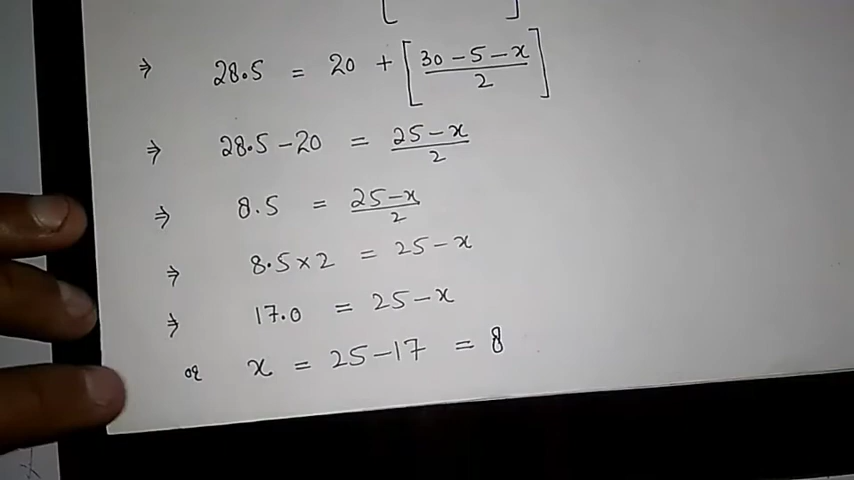 ⇒ 28.5 = 20 + [(30 - 5 - x)/2]
⇒ 28.5 - 20 = (25 - x)/2
⇒ 8.5 = (25 - x)/2
⇒ 8.5 × 2 = 25 - x
⇒ 17.0 = 25 - x
or x = 25 - 17 = 8